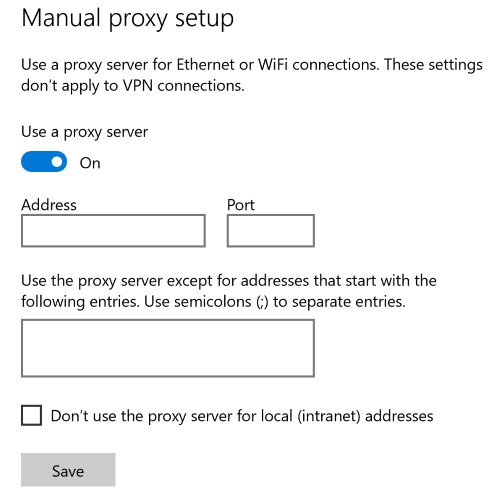 Manual proxy setup
Use a proxy server for Ethernet or WiFi connections. These settings
don't apply to VPN connections.
Use a proxy server
On
Address Port
Use the proxy server except for addresses that start with the
following entries. Use semicolons (;) to separate entries.
Don't use the proxy server for local (intranet) addresses
Save